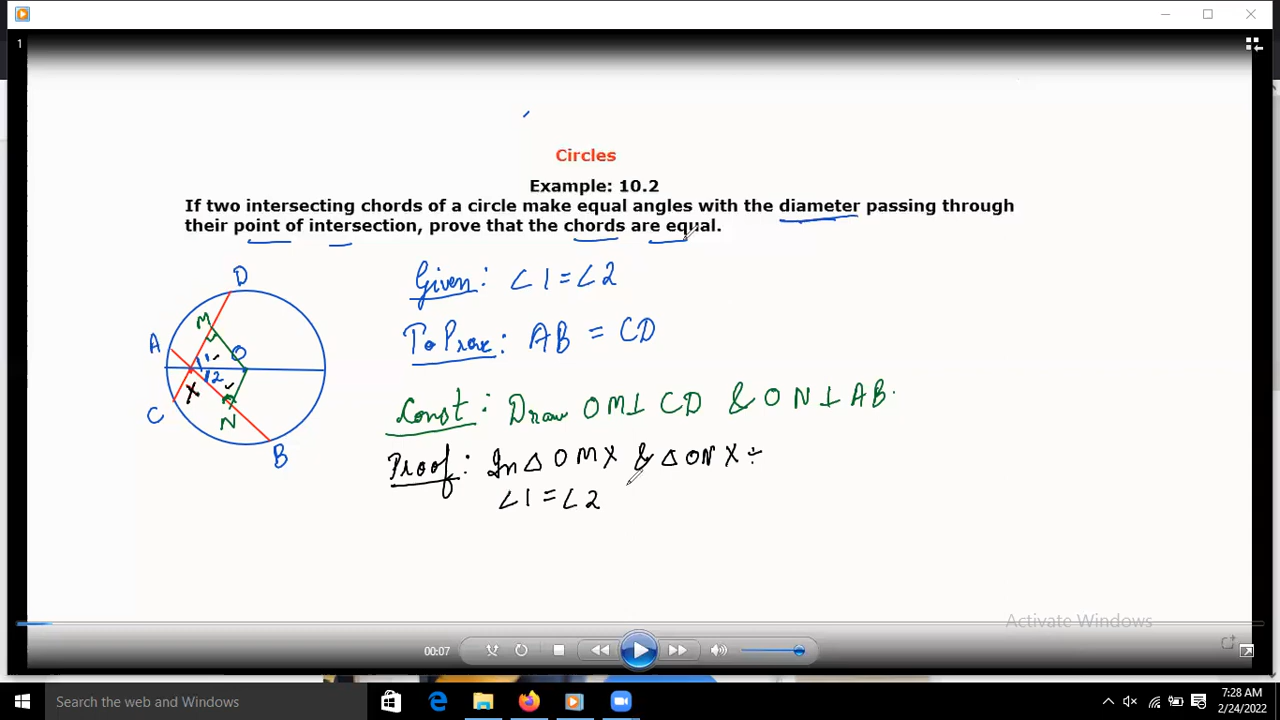 1
Circles
Example: 10.2
If two intersecting chords of a circle make equal angles with the diameter passing through
their point of intersection, prove that the chords are equal.
Given: ∠1 = ∠2
To Prove: AB = CD
Const: Draw OM⊥ CD & ON⊥AB.
Proof: In △ OMX & △ONX ÷
∠1 = ∠2
D
M
A
1
O
2
X
C
N
B
Activate Windows
00:07
Search the web and Windows
7:28 AM
2/24/2022